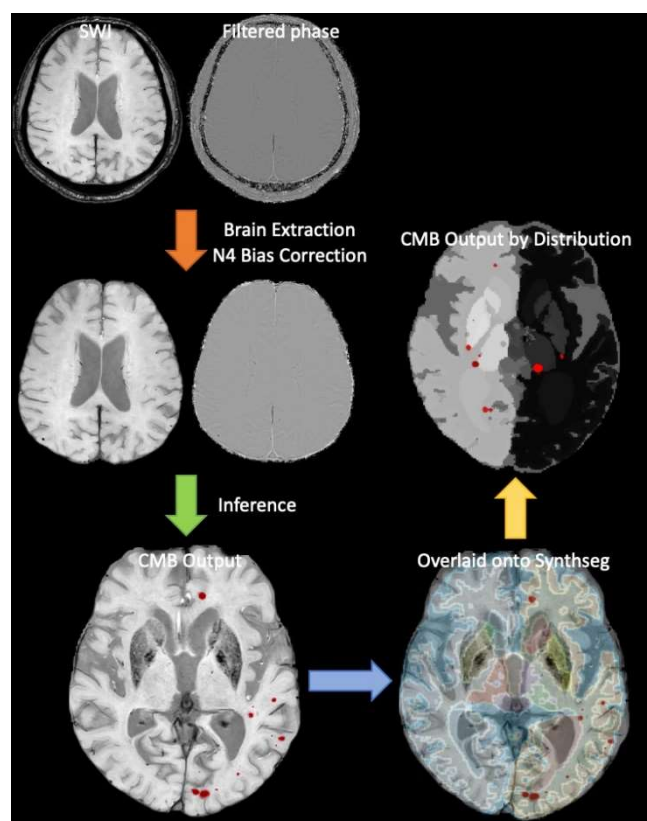 SWI
Filtered phase
Brain Extraction
N4 Bias Correction
CMB Output by Distribution
Inference
CMB Output
Overlaid onto Synthseg